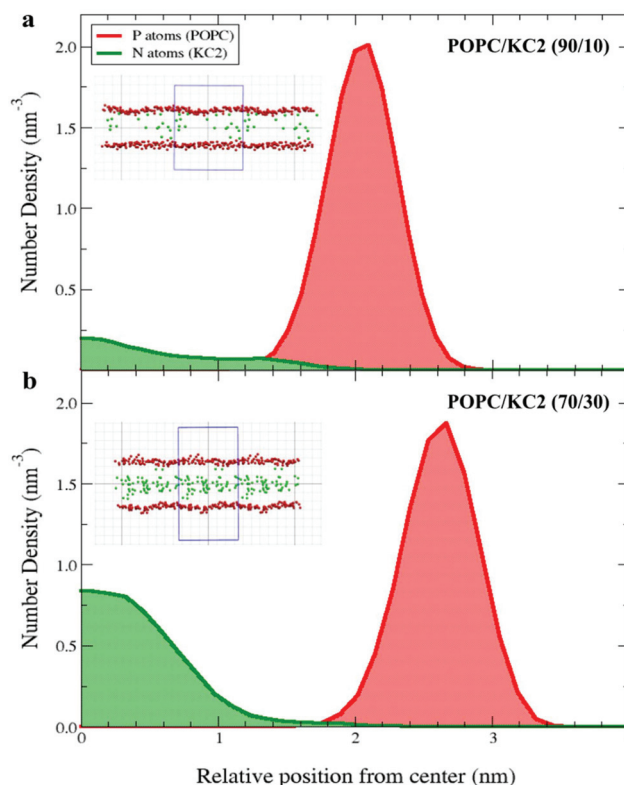 a
P atoms (POPC)
N atoms (KC2)
POPC/KC2 (90/10)
Number Density (nm⁻³)
2.0
1.5
1.0
0.5
b
POPC/KC2 (70/30)
Number Density (nm⁻³)
2.0
1.5
1.0
0.5
0.0
0 1 2 3
Relative position from center (nm)